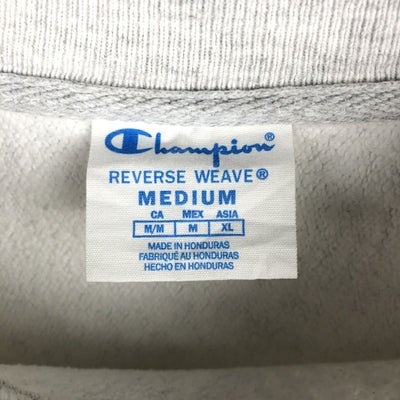 Champion
REVERSE WEAVE®
MEDIUM
CA MEX ASIA
M/M M XL
MADE IN HONDURAS
FABRIQUÉ AU HONDURAS
HECHO EN HONDURAS